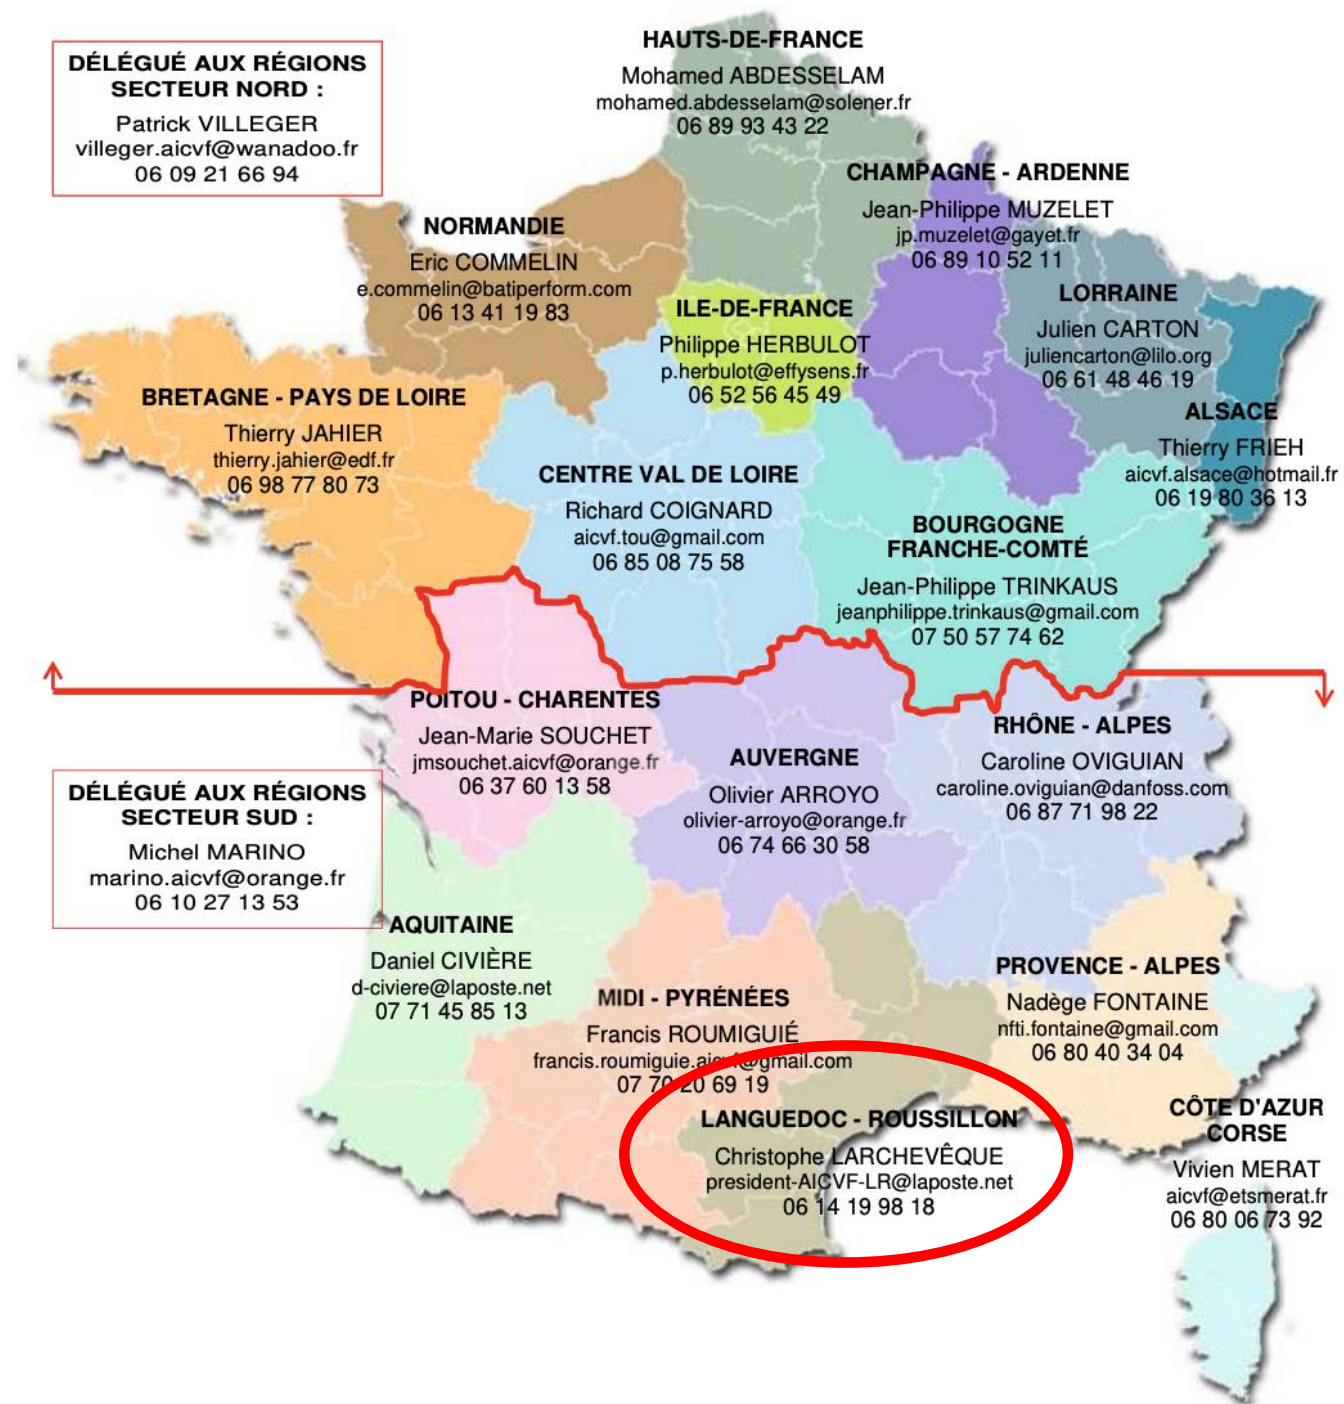 DÉLÉGUÉ AUX RÉGIONS
SECTEUR NORD :
Patrick VILLEGER
villeger.aicvf@wanadoo.fr
06 09 21 66 94
HAUTS-DE-FRANCE
Mohamed ABDESSELAM
mohamed.abdesselam@solener.fr
06 89 93 43 22
CHAMPAGNE - ARDENNE
Jean-Philippe MUZELET
jp.muzelet@gayet.fr
06 89 10 52 11
NORMANDIE
Eric COMMELIN
e.commelin@batiperform.com
06 13 41 19 83
ILE-DE-FRANCE
Philippe HERBULOT
p.herbulot@effysens.fr
06 52 56 45 49
LORRAINE
Julien CARTON
juliencarton@lilo.org
06 61 48 46 19
BRETAGNE - PAYS DE LOIRE
Thierry JAHIER
thierry.jahier@edf.fr
06 98 77 80 73
ALSACE
Thierry FRIEH
aicvf.alsace@hotmail.fr
06 19 80 36 13
CENTRE VAL DE LOIRE
Richard COIGNARD
aicvf.tou@gmail.com
06 85 08 75 58
BOURGOGNE
FRANCHE-COMTÉ
Jean-Philippe TRINKAUS
jeanphilippe.trinkaus@gmail.com
07 50 57 74 62
POITOU - CHARENTES
Jean-Marie SOUCHET
jmsouchet.aicvf@orange.fr
06 37 60 13 58
AUVERGNE
Olivier ARROYO
olivier-arroyo@orange.fr
06 74 66 30 58
RHÔNE - ALPES
Caroline OVIGUIAN
caroline.oviguian@danfoss.com
06 87 71 98 22
DÉLÉGUÉ AUX RÉGIONS
SECTEUR SUD :
Michel MARINO
marino.aicvf@orange.fr
06 10 27 13 53
AQUITAINE
Daniel CIVIÈRE
d-civiere@laposte.net
07 71 45 85 13
MIDI - PYRÉNÉES
Francis ROUMIGUIÉ
francis.roumiguie.aicvf@gmail.com
07 70 20 69 19
PROVENCE - ALPES
Nadège FONTAINE
nfti.fontaine@gmail.com
06 80 40 34 04
LANGUEDOC - ROUSSILLON
Christophe LARCHEVÊQUE
president-AICVF-LR@laposte.net
06 14 19 98 18
CÔTE D'AZUR
CORSE
Vivien MERAT
aicvf@etsmerat.fr
06 80 06 73 92